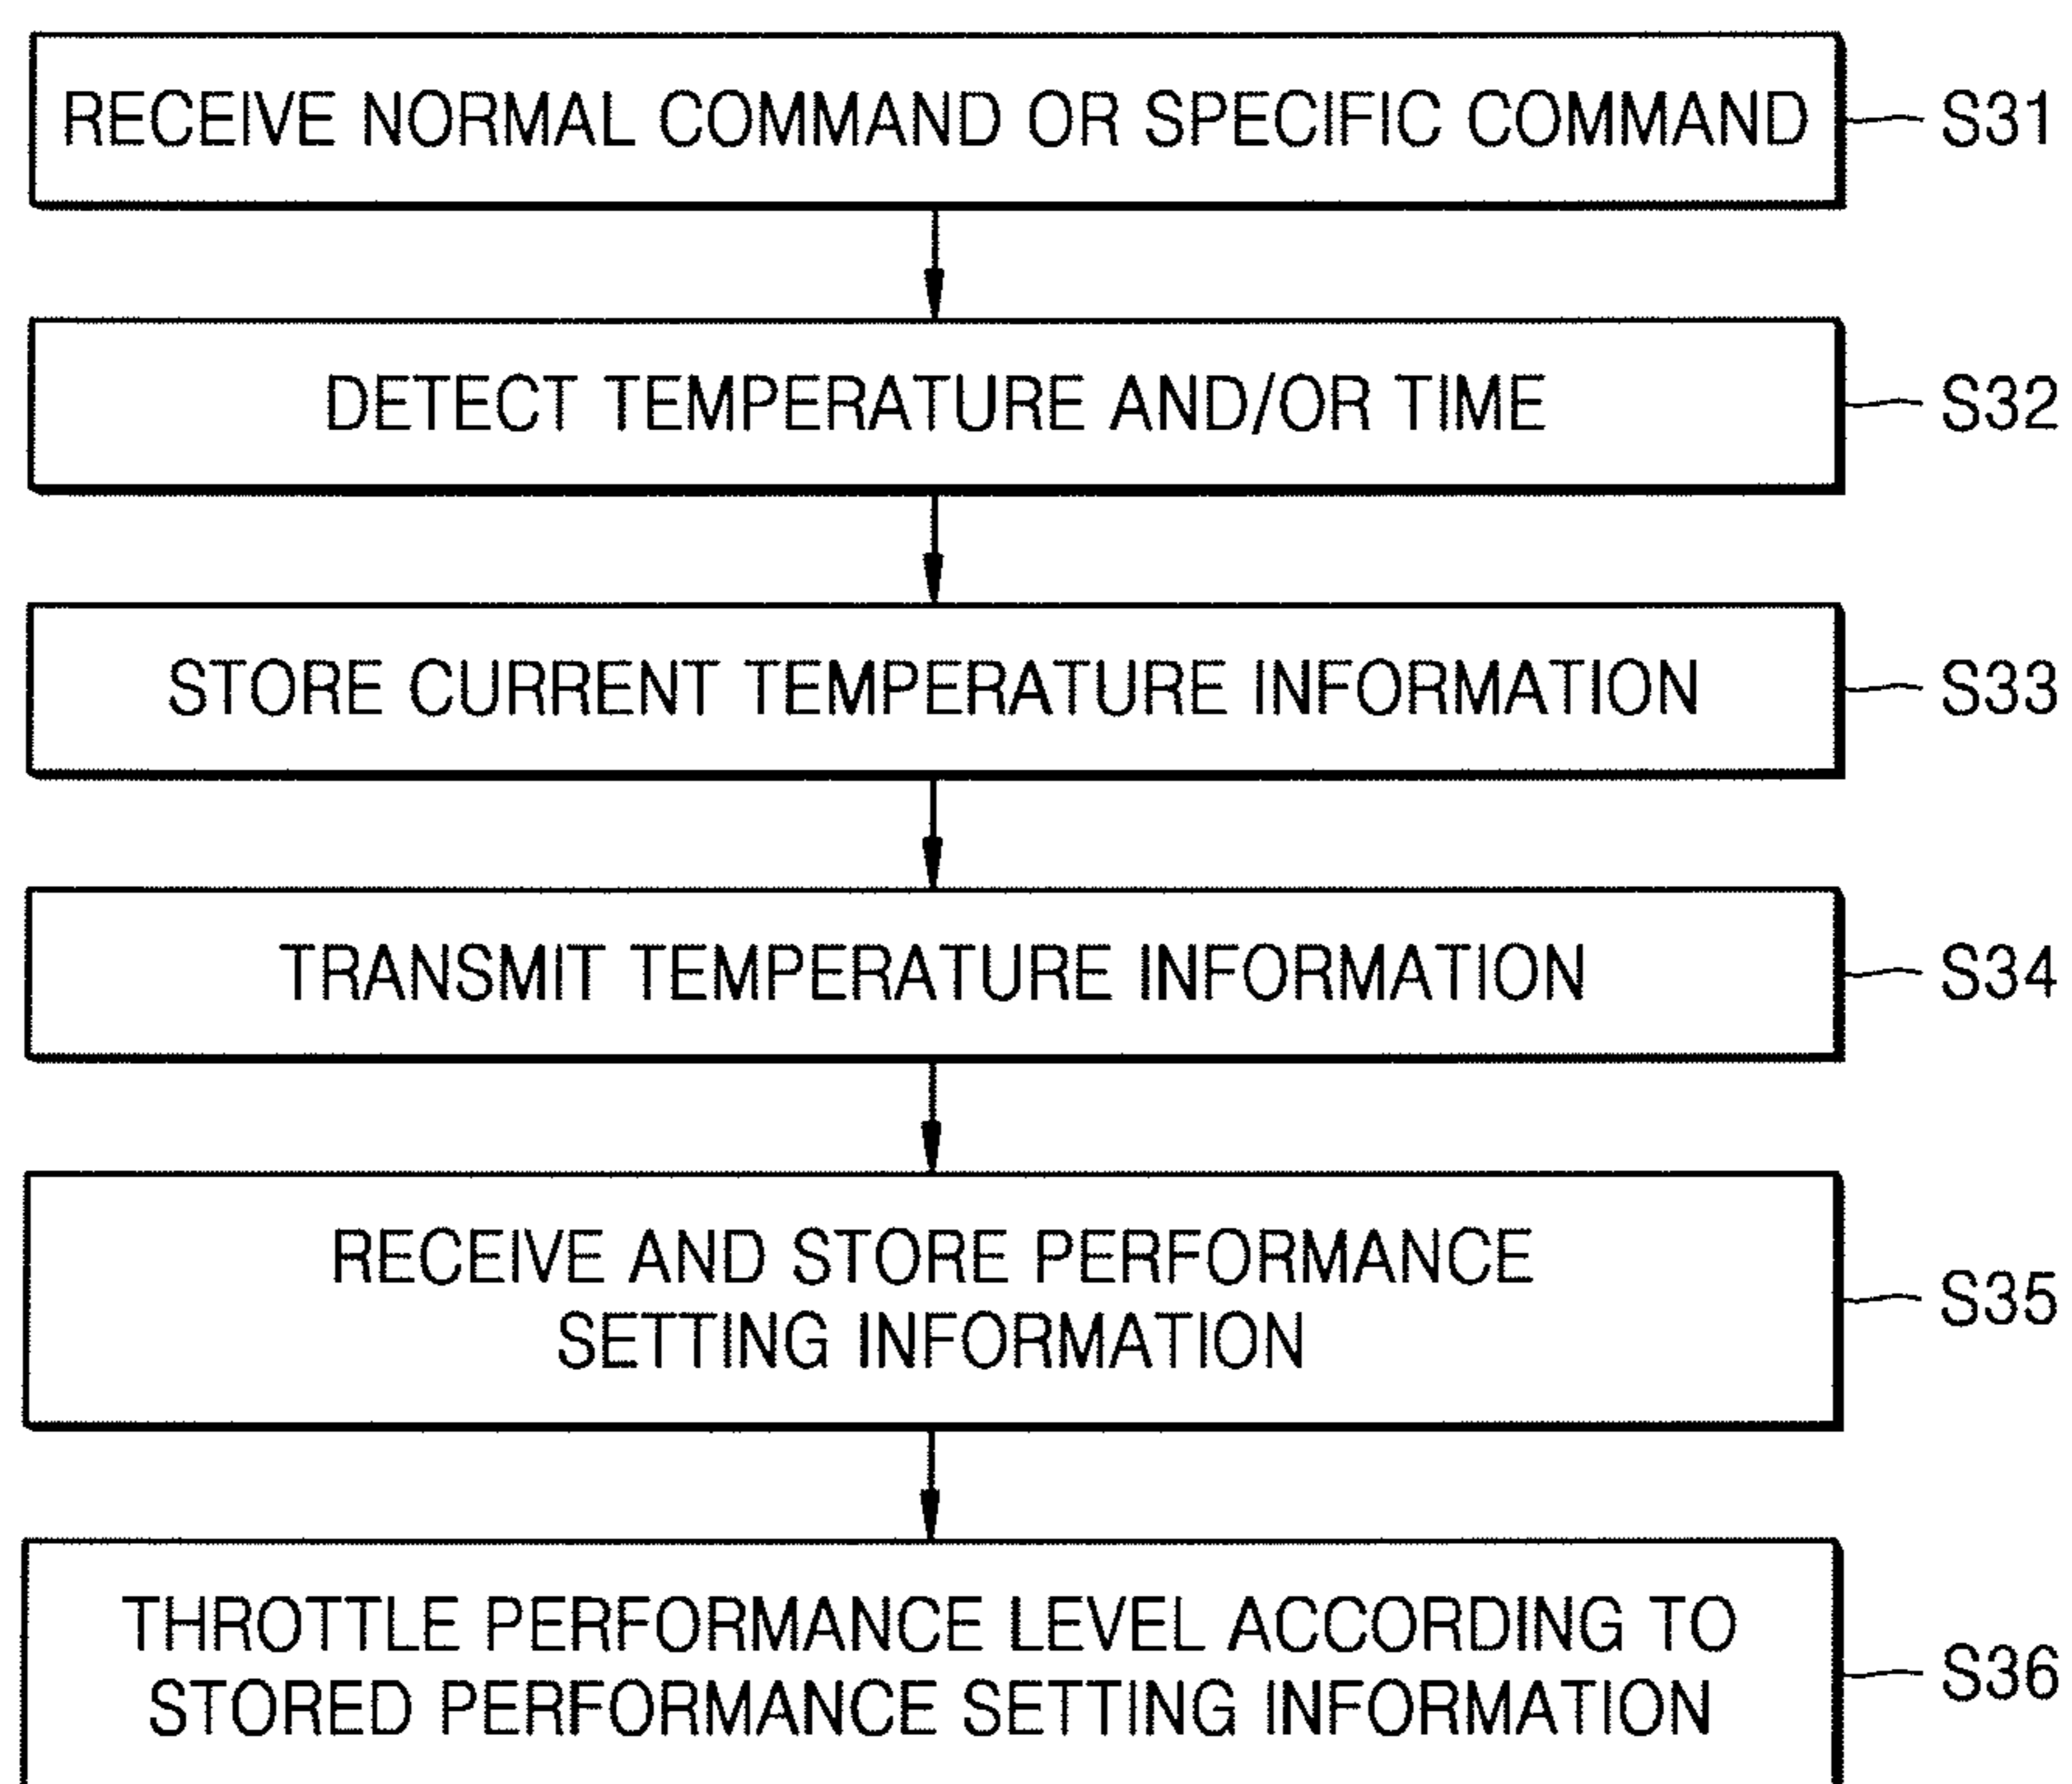 RECEIVE NORMAL COMMAND OR SPECIFIC COMMAND
S31
DETECT TEMPERATURE AND/OR TIME
S32
STORE CURRENT TEMPERATURE INFORMATION
S33
TRANSMIT TEMPERATURE INFORMATION
S34
RECEIVE AND STORE PERFORMANCE
SETTING INFORMATION
S35
THROTTLE PERFORMANCE LEVEL ACCORDING TO
STORED PERFORMANCE SETTING INFORMATION
S36